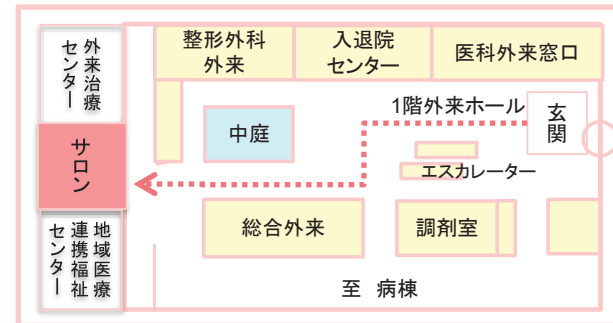 整形外科
外来
入退院
センター
医科外来窓口
外来治療
センター
1階外来ホール
玄関
中庭
サロン
エスカレーター
総合外来
調剤室
地域医療
連携福祉
センター
至 病棟